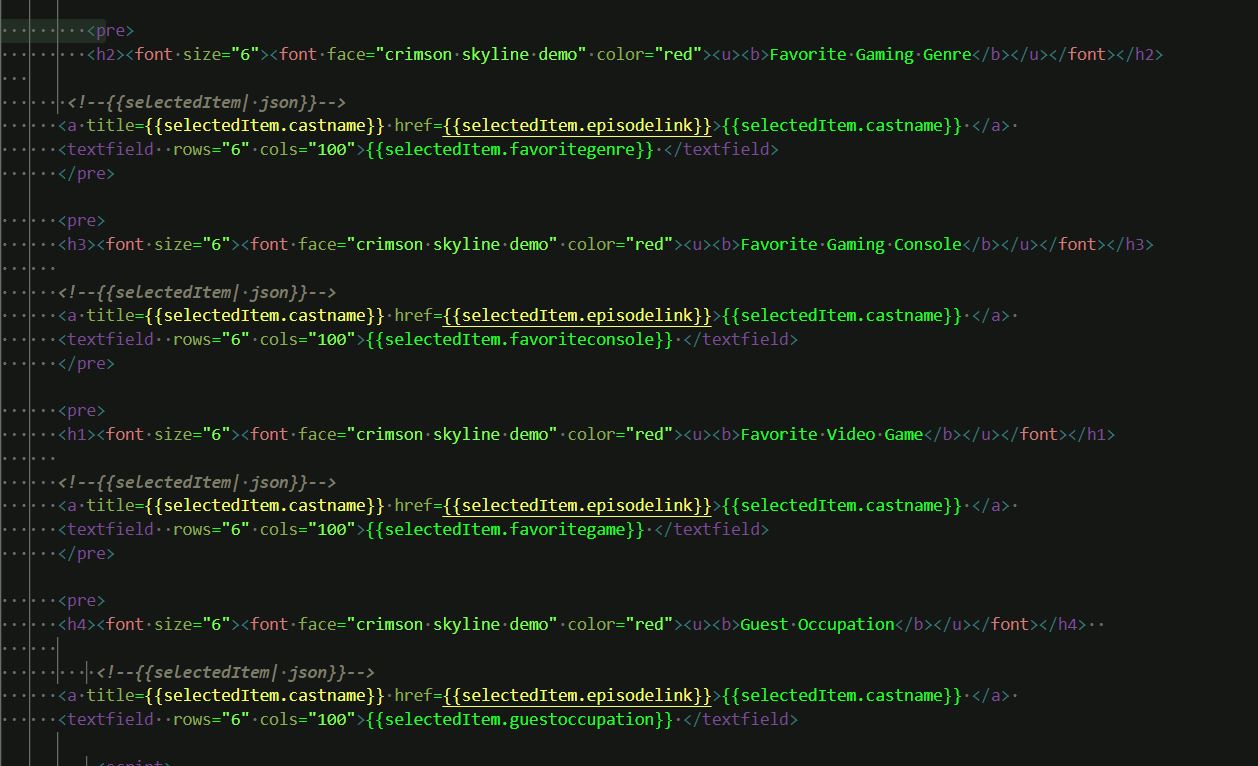 <pre>
<h2><font size="6"><font face="crimson skyline demo" color="red"><u><b>Favorite Gaming Genre</b></u></font></h2>
<!--{{selectedItem| json}}-->
<a title={{selectedItem.castname}} href={{selectedItem.episodelink}}>{{selectedItem.castname}} </a>
<textfield  rows="6" cols="100">{{selectedItem.favoritegenre}} </textfield>
</pre>
<pre>
<h3><font size="6"><font face="crimson skyline demo" color="red"><u><b>Favorite Gaming Console</b></u></font></h3>
<!--{{selectedItem| json}}-->
<a title={{selectedItem.castname}} href={{selectedItem.episodelink}}>{{selectedItem.castname}} </a>
<textfield  rows="6" cols="100">{{selectedItem.favoriteconsole}} </textfield>
</pre>
<pre>
<h1><font size="6"><font face="crimson skyline demo" color="red"><u><b>Favorite Video Game</b></u></font></h1>
<!--{{selectedItem| json}}-->
<a title={{selectedItem.castname}} href={{selectedItem.episodelink}}>{{selectedItem.castname}} </a>
<textfield  rows="6" cols="100">{{selectedItem.favoritegame}} </textfield>
</pre>
<pre>
<h4><font size="6"><font face="crimson skyline demo" color="red"><u><b>Guest Occupation</b></u></font></h4>
<!--{{selectedItem| json}}-->
<a title={{selectedItem.castname}} href={{selectedItem.episodelink}}>{{selectedItem.castname}} </a>
<textfield  rows="6" cols="100">{{selectedItem.guestoccupation}} </textfield>
<script>